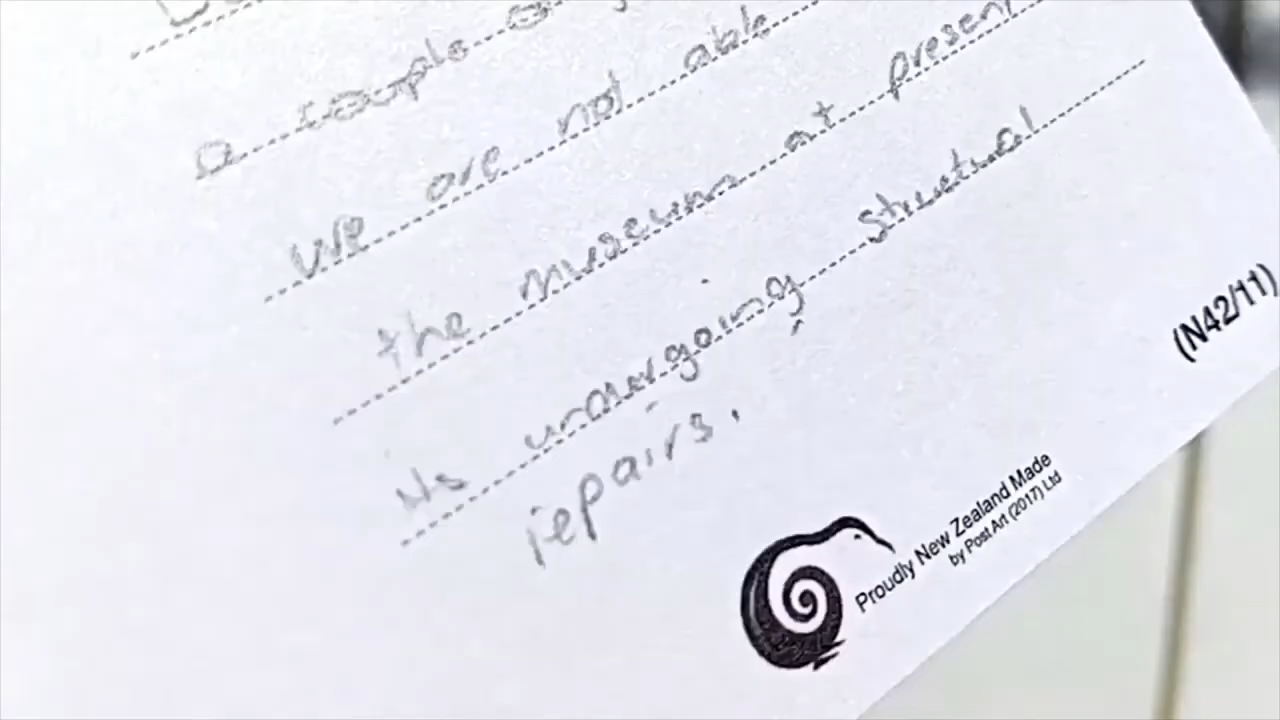 a couple
We are not able
the museum at present
its undergoing structural
repairs.
(N42/11)
Proudly New Zealand Made
by Post Art (2017) Ltd